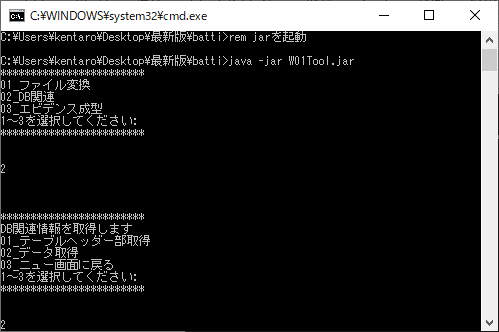 C:¥WINDOWS¥system32¥cmd.exe
C:¥Users¥kentaro¥Desktop¥最新版¥batti>rem jarを起動
C:¥Users¥kentaro¥Desktop¥最新版¥batti>java -jar W01Tool.jar
************************
01_ファイル変換
02_DB関連
03_エビデンス成型
1~3を選択してください:
************************
2
************************
DB関連情報を取得します
01_テーブルヘッダー部取得
02_データ取得
03_ニュー画面に戻る
1~3を選択してください:
************************
2